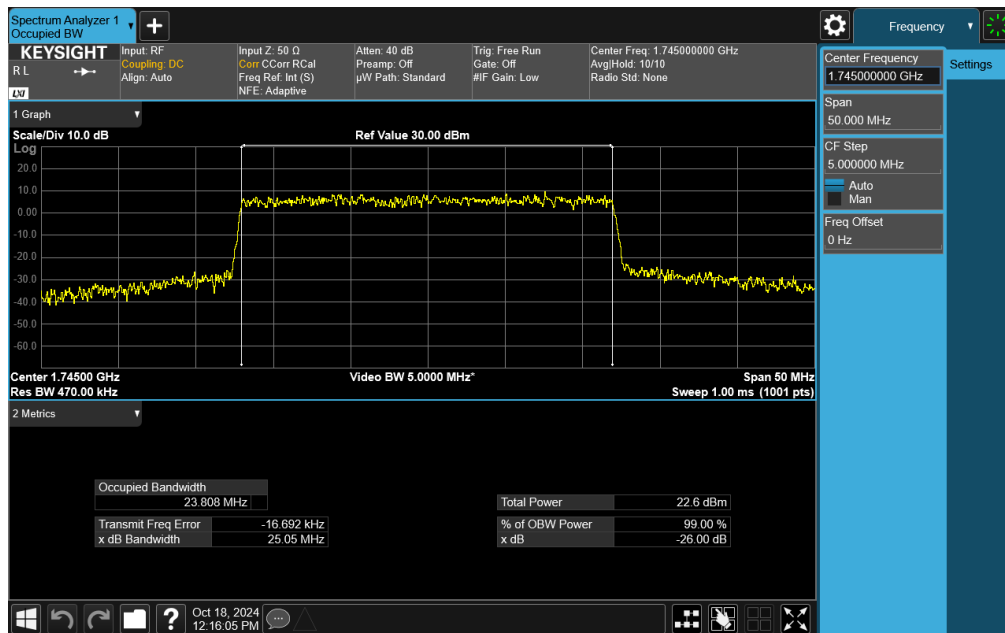 Spectrum Analyzer 1
Occupied BW
Frequency
KEYSIGHT
R L
LXI
Input: RF
Coupling: DC
Align: Auto
Input Z: 50 Ω
Corr CCorr RCal
Freq Ref: Int (S)
NFE: Adaptive
Atten: 40 dB
Preamp: Off
µW Path: Standard
Trig: Free Run
Gate: Off
#IF Gain: Low
Center Freq: 1.745000000 GHz
Avg|Hold: 10/10
Radio Std: None
Center Frequency
1.745000000 GHz
Settings
Span
50.000 MHz
CF Step
5.000000 MHz
Auto
Man
Freq Offset
0 Hz
1 Graph
Scale/Div 10.0 dB
Ref Value 30.00 dBm
Log
20.0
10.0
0.00
-10.0
-20.0
-30.0
-40.0
-50.0
-60.0
Center 1.74500 GHz
Video BW 5.0000 MHz*
Span 50 MHz
Res BW 470.00 kHz
Sweep 1.00 ms (1001 pts)
2 Metrics
Occupied Bandwidth
23.808 MHz
Total Power 22.6 dBm
Transmit Freq Error -16.692 kHz
% of OBW Power 99.00 %
x dB Bandwidth 25.05 MHz
x dB -26.00 dB
?
Oct 18, 2024
12:16:05 PM